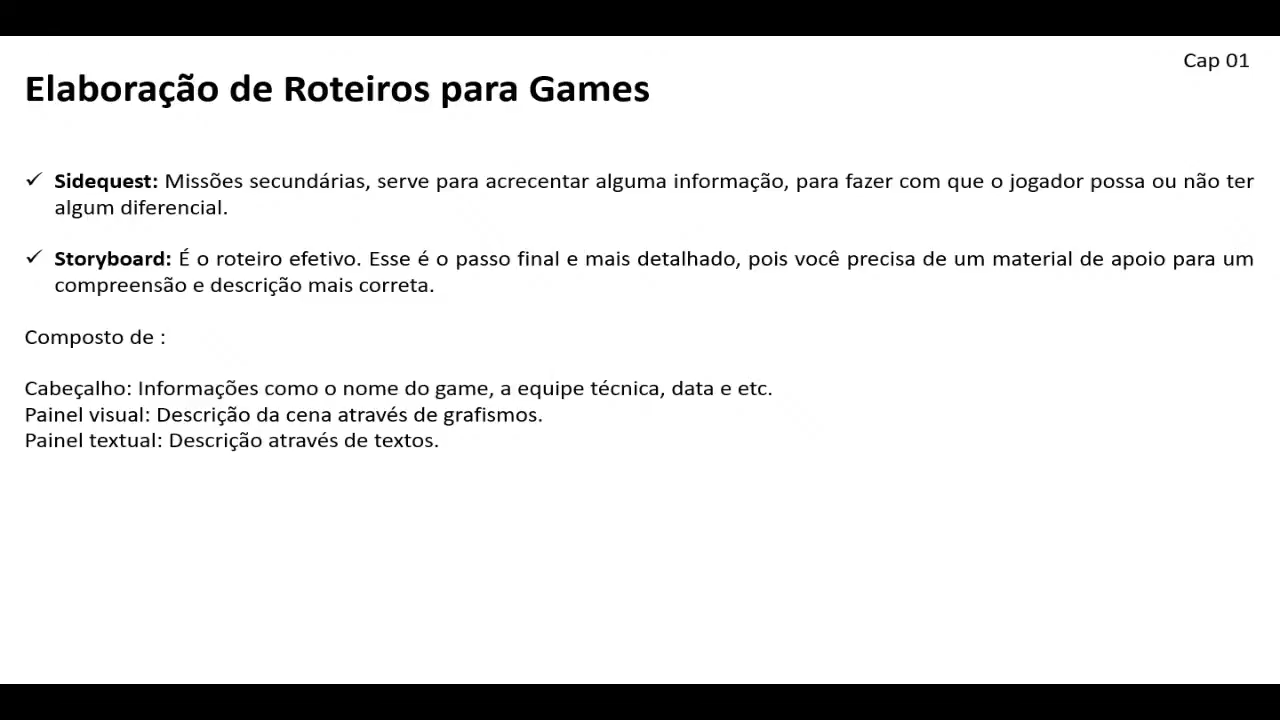 Cap 01
Elaboração de Roteiros para Games
✓ Sidequest: Missões secundárias, serve para acrecentar alguma informação, para fazer com que o jogador possa ou não ter
algum diferencial.
✓ Storyboard: É o roteiro efetivo. Esse é o passo final e mais detalhado, pois você precisa de um material de apoio para um
compreensão e descrição mais correta.
Composto de :
Cabeçalho: Informações como o nome do game, a equipe técnica, data e etc.
Painel visual: Descrição da cena através de grafismos.
Painel textual: Descrição através de textos.